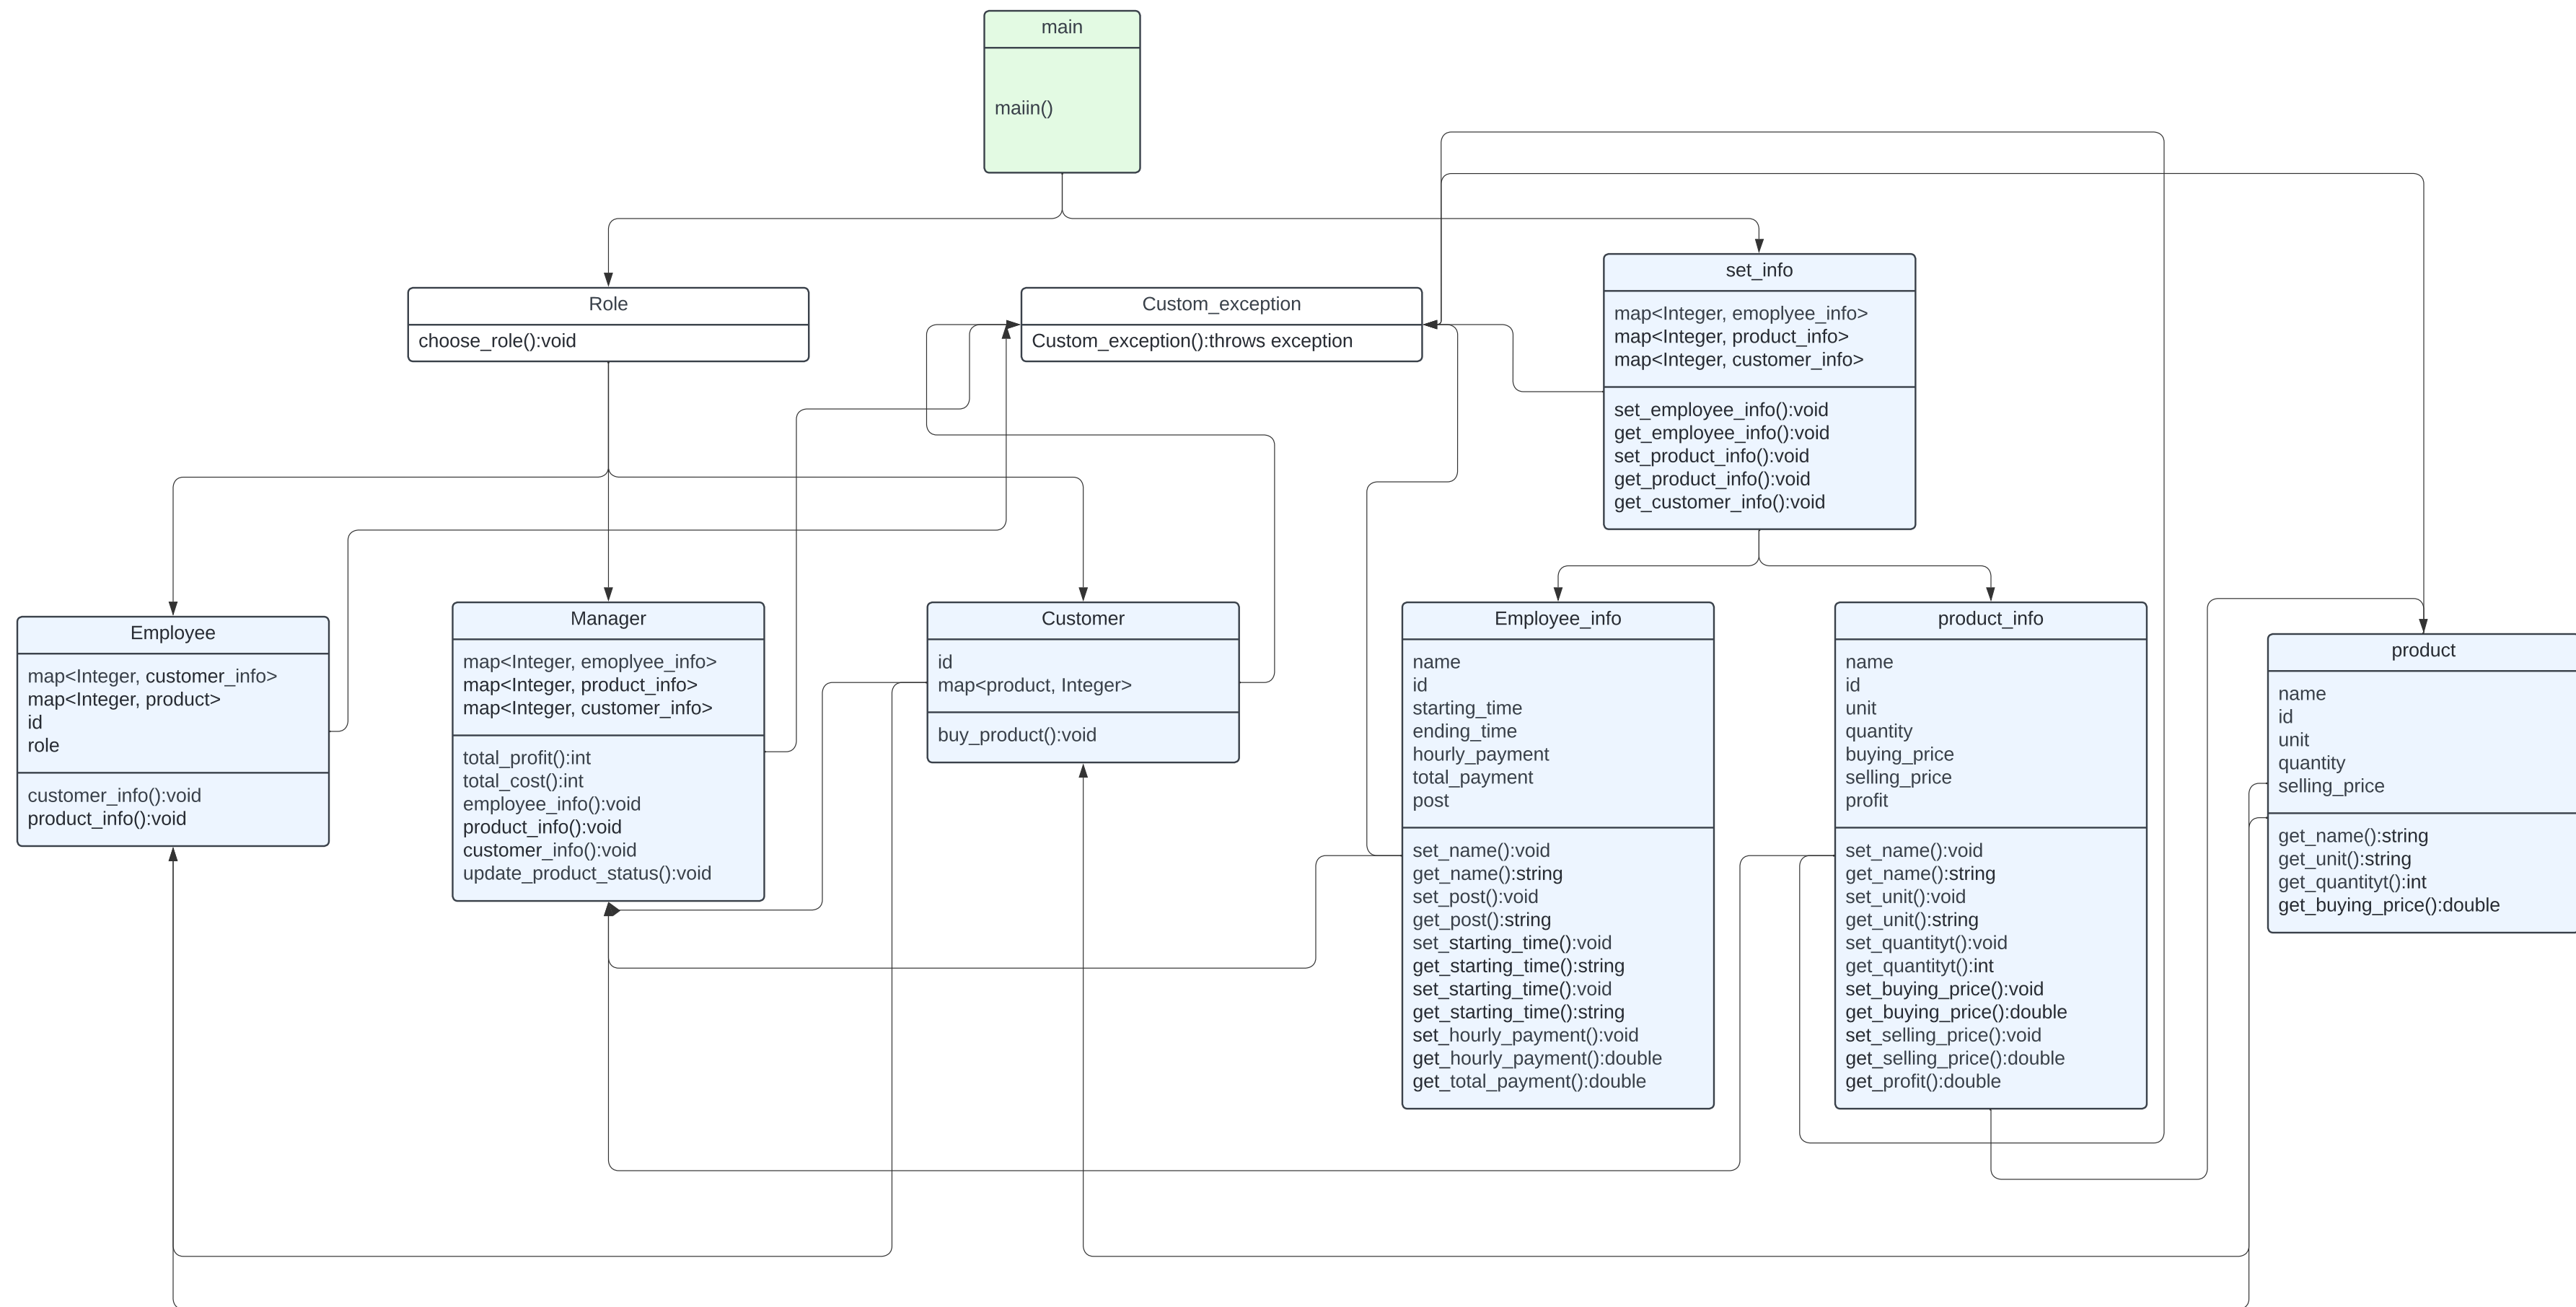 main
maiin()
Role
choose_role():void
Custom_exception
Custom_exception():throws exception
set_info
map<Integer, emoplyee_info>
map<Integer, product_info>
map<Integer, customer_info>
set_employee_info():void
get_employee_info():void
set_product_info():void
get_product_info():void
get_customer_info():void
Employee
map<Integer, customer_info>
map<Integer, product>
id
role
customer_info():void
product_info():void
Manager
map<Integer, emoplyee_info>
map<Integer, product_info>
map<Integer, customer_info>
total_profit():int
total_cost():int
employee_info():void
product_info():void
customer_info():void
update_product_status():void
Customer
id
map<product, Integer>
buy_product():void
Employee_info
name
id
starting_time
ending_time
hourly_payment
total_payment
post
set_name():void
get_name():string
set_post():void
get_post():string
set_starting_time():void
get_starting_time():string
set_starting_time():void
get_starting_time():string
set_hourly_payment():void
get_hourly_payment():double
get_total_payment():double
product_info
name
id
unit
quantity
buying_price
selling_price
profit
set_name():void
get_name():string
set_unit():void
get_unit():string
set_quantityt():void
get_quantityt():int
set_buying_price():void
get_buying_price():double
set_selling_price():void
get_selling_price():double
get_profit():double
product
name
id
unit
quantity
selling_price
get_name():string
get_unit():string
get_quantityt():int
get_buying_price():double